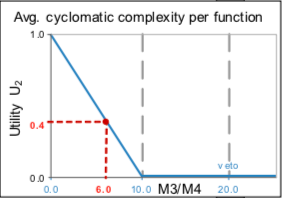 Avg. cyclomatic complexity per function
1.0
Utility U2
0.4
0.0
veto
0.0 6.0 10.0 M3/M4 20.0